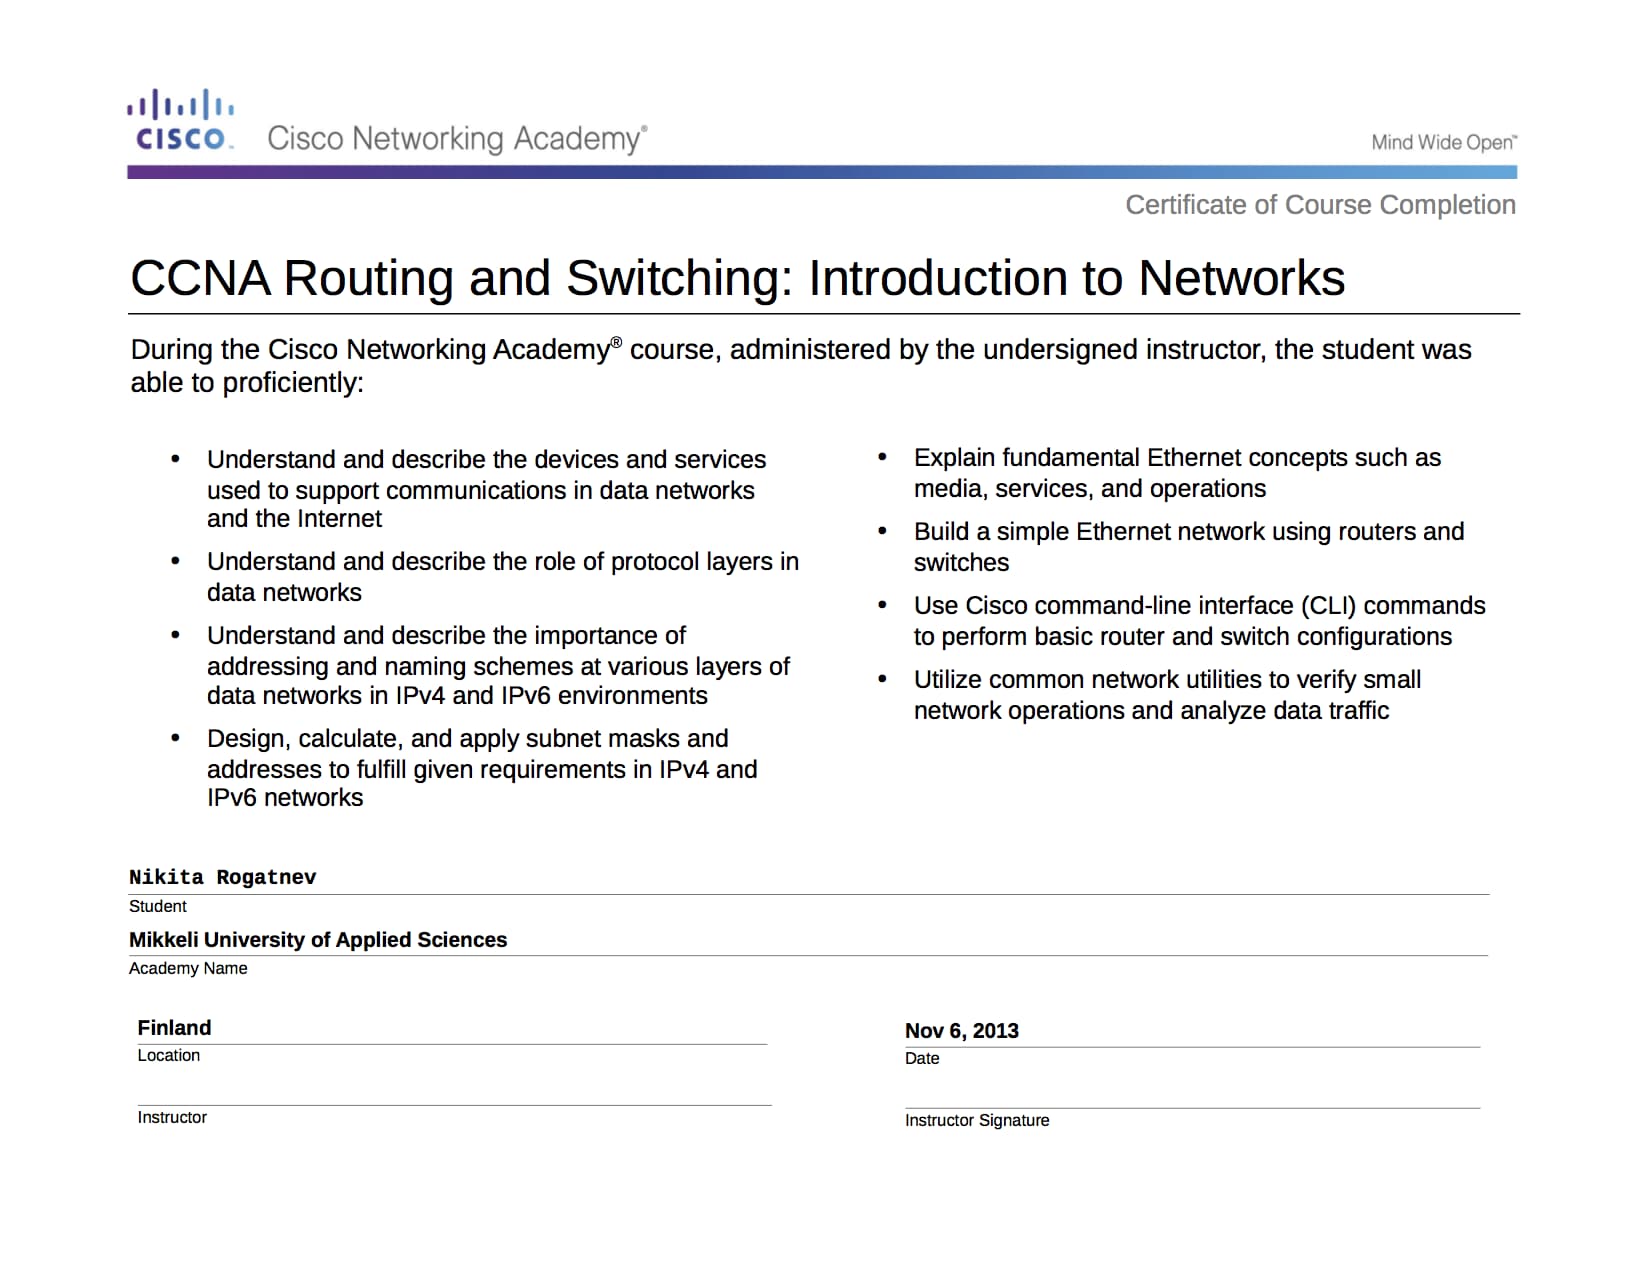 CISCO™ Cisco Networking Academy®
Mind Wide Open™
Certificate of Course Completion
CCNA Routing and Switching: Introduction to Networks
During the Cisco Networking Academy® course, administered by the undersigned instructor, the student was
able to proficiently:
• Understand and describe the devices and services
used to support communications in data networks
and the Internet
• Understand and describe the role of protocol layers in
data networks
• Understand and describe the importance of
addressing and naming schemes at various layers of
data networks in IPv4 and IPv6 environments
• Design, calculate, and apply subnet masks and
addresses to fulfill given requirements in IPv4 and
IPv6 networks
• Explain fundamental Ethernet concepts such as
media, services, and operations
• Build a simple Ethernet network using routers and
switches
• Use Cisco command-line interface (CLI) commands
to perform basic router and switch configurations
• Utilize common network utilities to verify small
network operations and analyze data traffic
Nikita Rogatnev
Student
Mikkeli University of Applied Sciences
Academy Name
Finland
Location
Nov 6, 2013
Date
Instructor
Instructor Signature